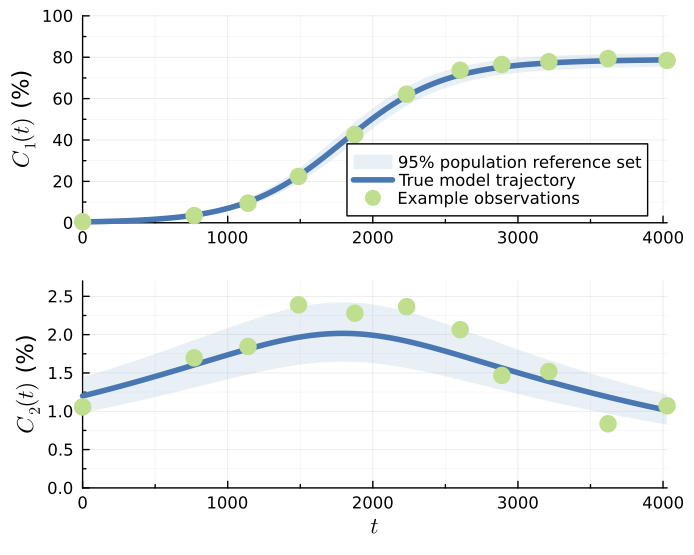 100
80
60
40
20
0
C₁(t) (%)
0 1000 2000 3000 4000
95% population reference set
True model trajectory
Example observations
2.5
2.0
1.5
1.0
0.5
0.0
C₂(t) (%)
0 1000 2000 3000 4000
t